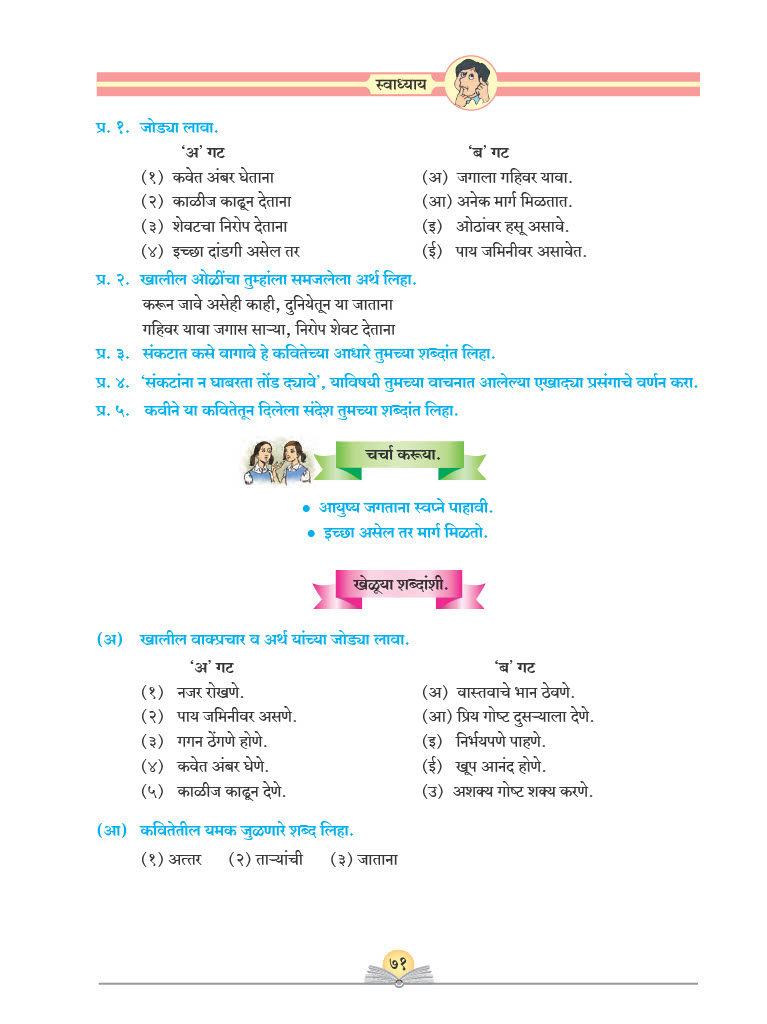 स्वाध्याय
प्र. १. जोड्या लावा.
‘अ’ गट ‘ब’ गट
(१) कवेत अंबर घेताना (अ) जगाला गहिवर यावा.
(२) काळीज काढून देताना (आ) अनेक मार्ग मिळतात.
(३) शेवटचा निरोप देताना (इ) ओठांवर हसू असावे.
(४) इच्छा दांडगी असेल तर (ई) पाय जमिनीवर असावेत.
प्र. २. खालील ओळींचा तुम्हांला समजलेला अर्थ लिहा.
करून जावे असेही काही, दुनियेतून या जाताना
गहिवर यावा जगास साऱ्या, निरोप शेवट देताना
प्र. ३. संकटात कसे वागावे हे कवितेच्या आधारे तुमच्या शब्दांत लिहा.
प्र. ४. ‘संकटांना न घाबरता तोंड द्यावे’, याविषयी तुमच्या वाचनात आलेल्या एखाद्या प्रसंगाचे वर्णन करा.
प्र. ५. कवीने या कवितेतून दिलेला संदेश तुमच्या शब्दांत लिहा.
चर्चा करूया.
• आयुष्य जगताना स्वप्ने पाहावी.
• इच्छा असेल तर मार्ग मिळतो.
खेळूया शब्दांशी.
(अ) खालील वाक्प्रचार व अर्थ यांच्या जोड्या लावा.
‘अ’ गट ‘ब’ गट
(१) नजर रोखणे. (अ) वास्तवाचे भान ठेवणे.
(२) पाय जमिनीवर असणे. (आ) प्रिय गोष्ट दुसऱ्याला देणे.
(३) गगन ठेंगणे होणे. (इ) निर्भयपणे पाहणे.
(४) कवेत अंबर घेणे. (ई) खूप आनंद होणे.
(५) काळीज काढून देणे. (उ) अशक्य गोष्ट शक्य करणे.
(आ) कवितेतील यमक जुळणारे शब्द लिहा.
(१) अत्तर (२) ताऱ्यांची (३) जाताना
७१